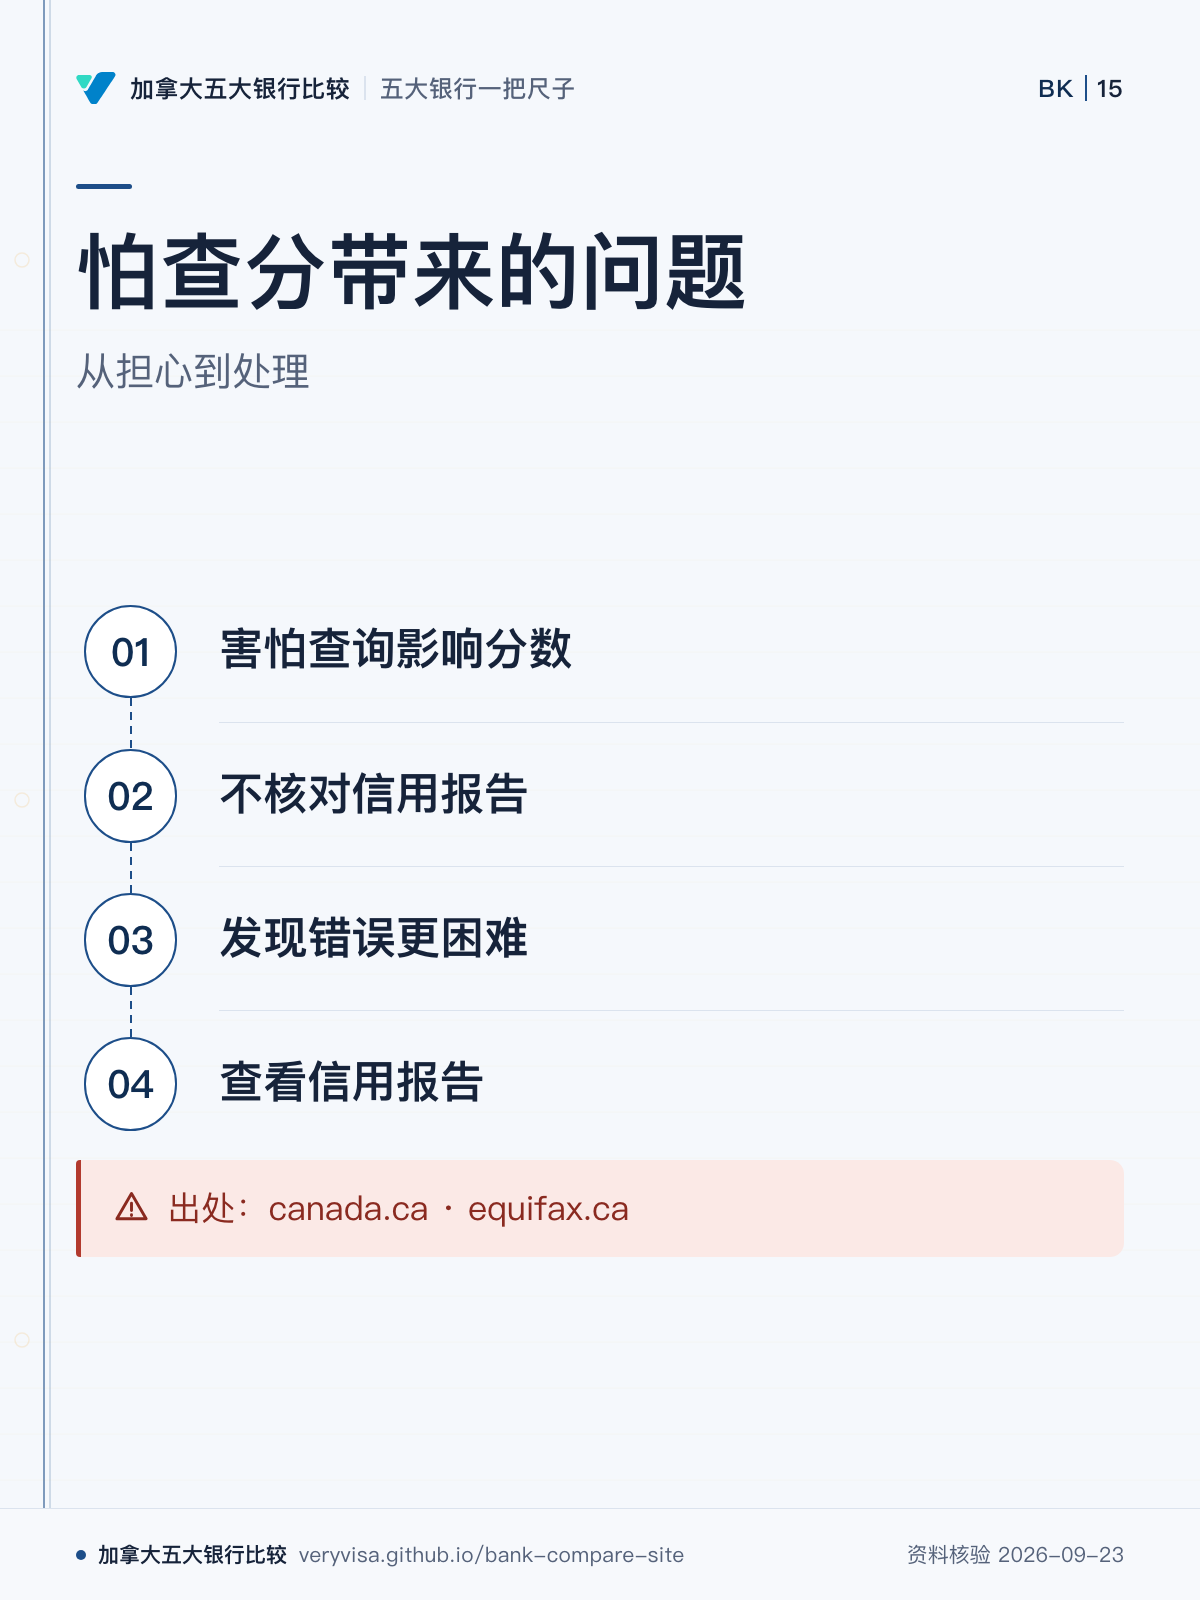 加拿大五大银行比较 五大银行一把尺子 BK 15
怕查分带来的问题
从担心到处理
01 害怕查询影响分数
02 不核对信用报告
03 发现错误更困难
04 查看信用报告
出处：canada.ca · equifax.ca
加拿大五大银行比较 veryvisa.github.io/bank-compare-site 资料核验 2026-09-23